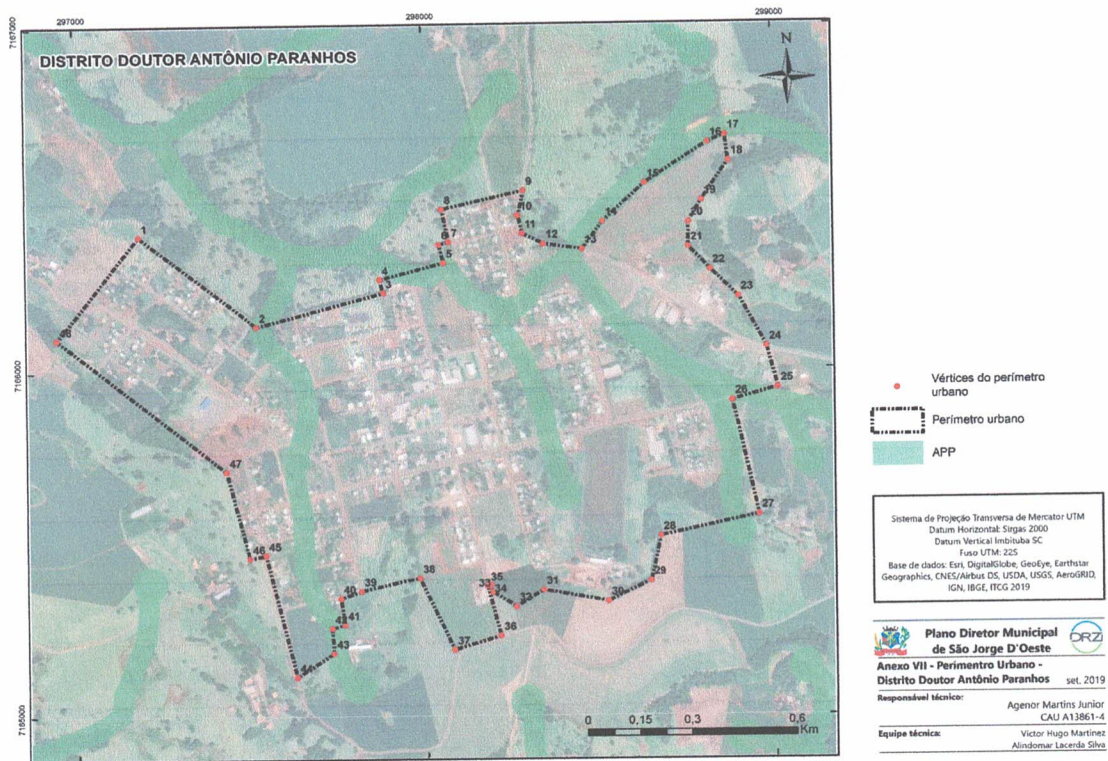 297000
298000
299000
7167000
7166000
7165000
DISTRITO DOUTOR ANTÔNIO PARANHOS
N
1
2
3
4
5
6
7
8
9
10
11
12
13
14
15
16
17
18
19
20
21
22
23
24
25
26
27
28
29
30
31
32
33
34
35
36
37
38
39
40
41
42
43
44
45
46
47
48
0 0,15 0,3 0,6
Km
Vértices do perímetro
urbano
Perímetro urbano
APP
Sistema de Projeção Transversa de Mercator UTM
Datum Horizontal: Sirgas 2000
Datum Vertical Imbituba SC
Fuso UTM: 22S
Base de dados: Esri, DigitalGlobe, GeoEye, Earthstar
Geographics, CNES/Airbus DS, USDA, USGS, AeroGRID,
IGN, IBGE, ITCG 2019
Plano Diretor Municipal
de São Jorge D'Oeste
DRZ
Anexo VII - Perimentro Urbano -
Distrito Doutor Antônio Paranhos set. 2019
Responsável técnico:
Agenor Martins Junior
CAU A13861-4
Equipe técnica: Victor Hugo Martinez
Alindomar Lacerda Silva